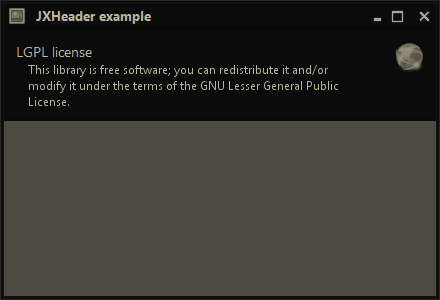 JXHeader example
LGPL license
This library is free software; you can redistribute it and/or
modify it under the terms of the GNU Lesser General Public
License.